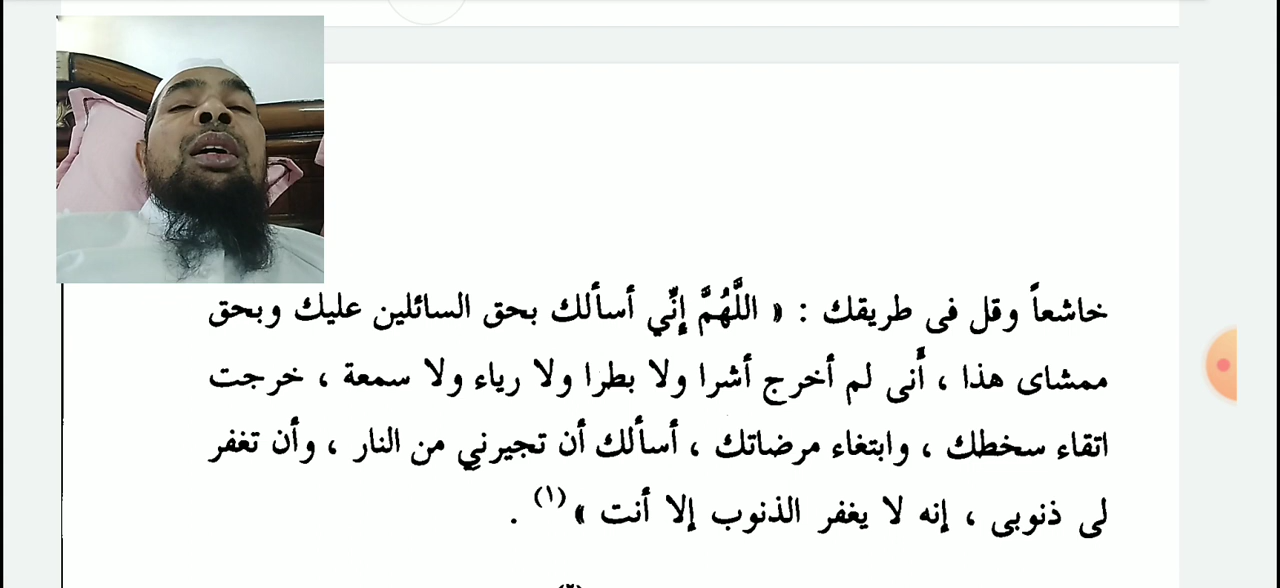 خاشعاً وقل فى طريقك : « اللَّهُمَّ إِنِّي أسألك بحق السائلين عليك وبحق
ممشاى هذا ، أَنى لم أخرج أشرا ولا بطرا ولا رياء ولا سمعة ، خرجت
اتقاء سخطك ، وابتغاء مرضاتك ، أسألك أن تجيرني من النار ، وأن تغفر
لى ذنوبى ، إنه لا يغفر الذنوب إلا أنت » (١) .